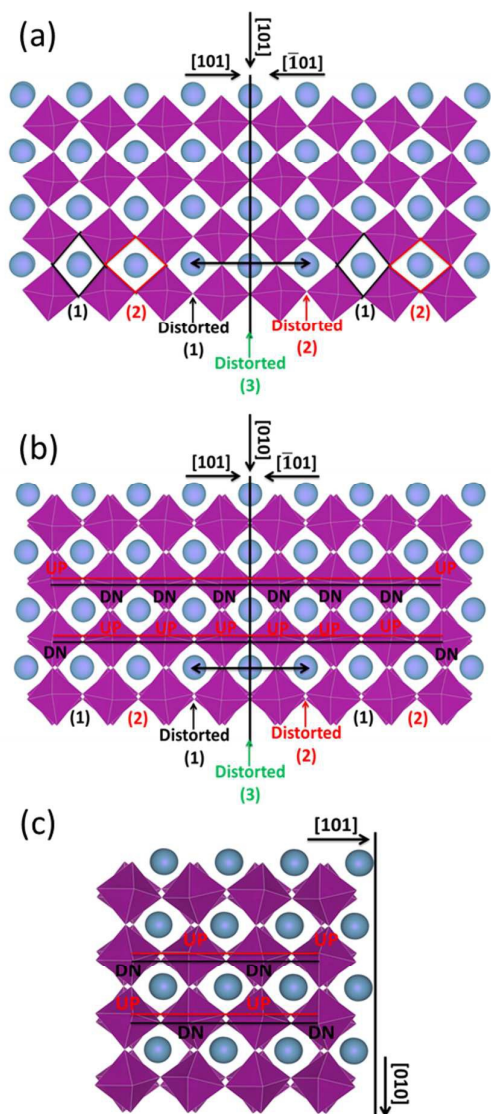 (a)
[101]
[101]
[1̅01]
(1)
(2)
Distorted
(1)
Distorted
(2)
(1)
(2)
Distorted
(3)
(b)
[010]
[101]
[1̅01]
UP
UP
DN
DN
DN
DN
DN
UP
UP
UP
UP
UP
UP
DN
DN
(1)
(2)
Distorted
(1)
Distorted
(2)
(1)
(2)
Distorted
(3)
(c)
[101]
UP
UP
DN
DN
UP
UP
DN
DN
[010]